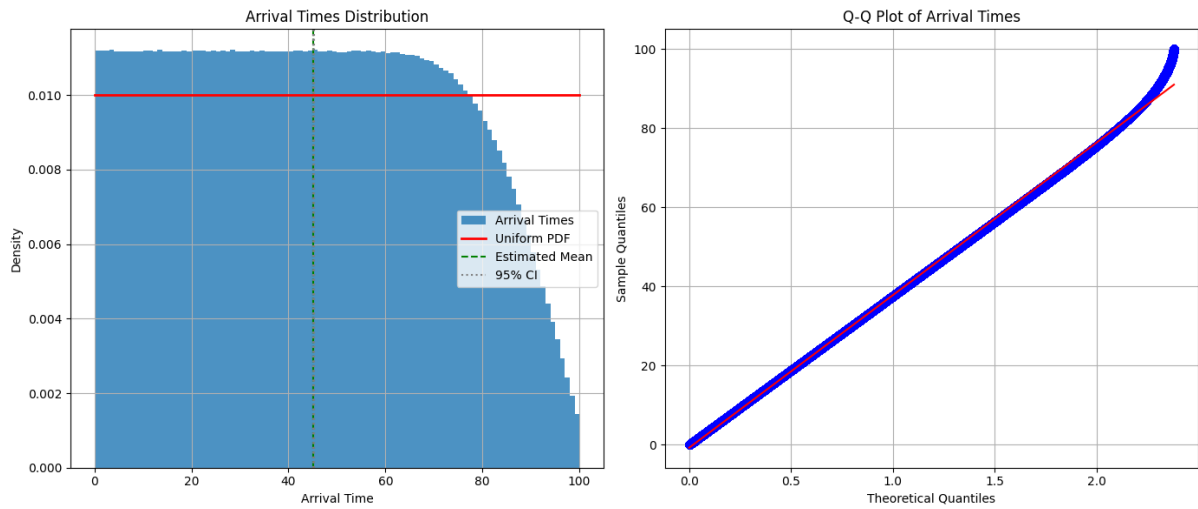 Arrival Times Distribution
0.010
0.008
0.006
0.004
0.002
0.000
Density
0
20
40
60
80
100
Arrival Time
Arrival Times
Uniform PDF
Estimated Mean
95% CI
Q-Q Plot of Arrival Times
100
80
60
40
20
0
Sample Quantiles
0.0
0.5
1.0
1.5
2.0
Theoretical Quantiles